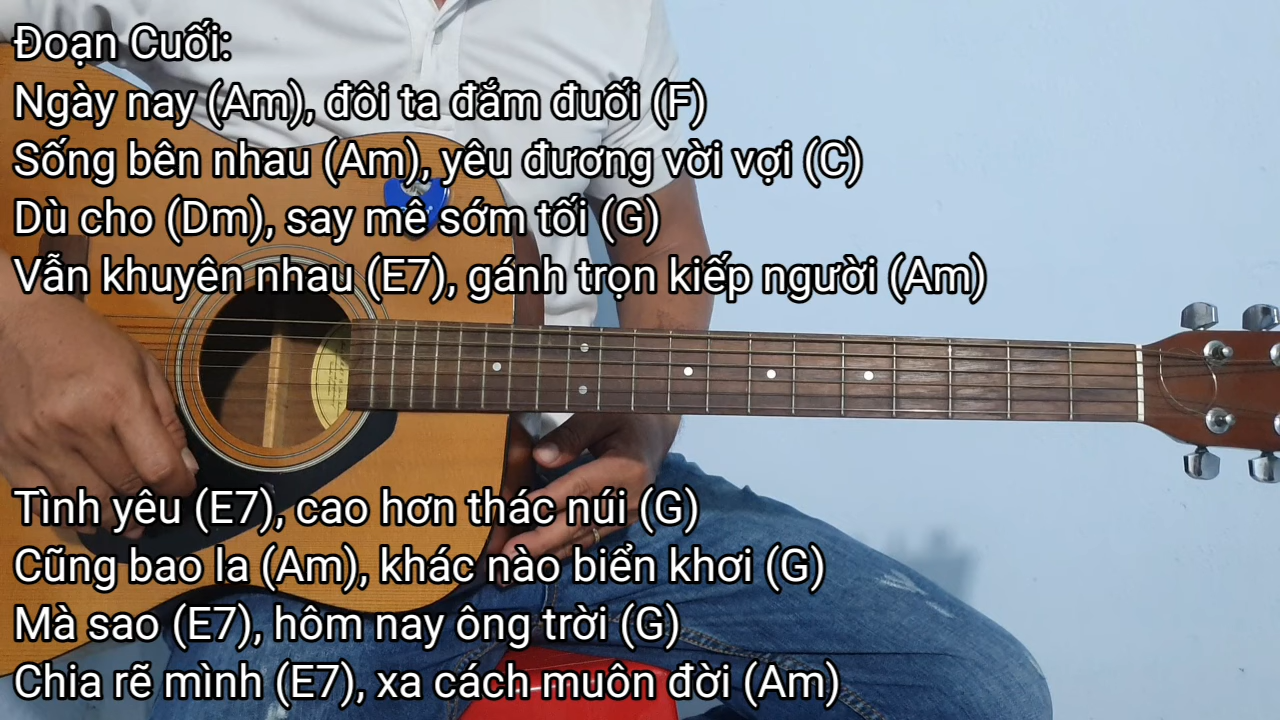 Đoạn Cuối:
Ngày nay (Am), đôi ta đắm đuối (F)
Sống bên nhau (Am), yêu đương vời vợi (C)
Dù cho (Dm), say mê sớm tối (G)
Vẫn khuyên nhau (E7), gánh trọn kiếp người (Am)
Tình yêu (E7), cao hơn thác núi (G)
Cũng bao la (Am), khác nào biển khơi (G)
Mà sao (E7), hôm nay ông trời (G)
Chia rẽ mình (E7), xa cách muôn đời (Am)